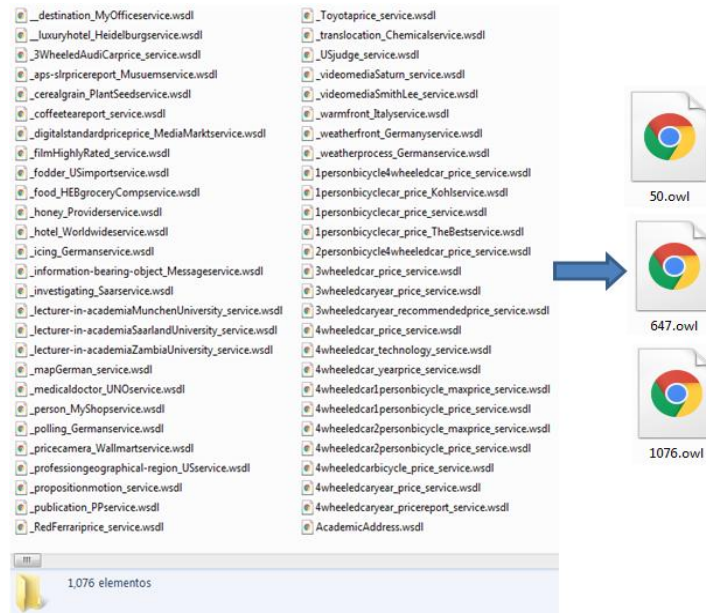 __destination_MyOfficeservice.wsdl
__luxuryhotel_Heidelburgservice.wsdl
_3WheeledAudiCarprice_service.wsdl
_aps-slrpricereport_Musuemservice.wsdl
_cerealgrain_PlantSeedservice.wsdl
_coffeeteareport_service.wsdl
_digitalstandardpriceprice_MediaMarktservice.wsdl
_filmHighlyRated_service.wsdl
_fodder_USimportservice.wsdl
_food_HEBgroceryCompservice.wsdl
_honey_Providerservice.wsdl
_hotel_Worldwideservice.wsdl
_icing_Germanservice.wsdl
_information-bearing-object_Messageservice.wsdl
_investigating_Saarservice.wsdl
_lecturer-in-academiaMunchenUniversity_service.wsdl
_lecturer-in-academiaSaarlandUniversity_service.wsdl
_lecturer-in-academiaZambiaUniversity_service.wsdl
_mapGerman_service.wsdl
_medicaldoctor_UNOservice.wsdl
_person_MyShopservice.wsdl
_polling_Germanservice.wsdl
_pricecamera_Wallmartservice.wsdl
_professiongeographical-region_USservice.wsdl
_propositionmotion_service.wsdl
_publication_PPservice.wsdl
_RedFerrariprice_service.wsdl
_Toyotaprice_service.wsdl
_translocation_Chemicalservice.wsdl
_USjudge_service.wsdl
_videomediaSaturn_service.wsdl
_videomediaSmithLee_service.wsdl
_warmfront_Italyservice.wsdl
_weatherfront_Germanyservice.wsdl
_weatherprocess_Germanservice.wsdl
1personbicycle4wheeledcar_price_service.wsdl
1personbicyclecar_price_Kohlservice.wsdl
1personbicyclecar_price_service.wsdl
1personbicyclecar_price_TheBestservice.wsdl
2personbicycle4wheeledcar_price_service.wsdl
3wheeledcar_price_service.wsdl
3wheeledcaryear_price_service.wsdl
3wheeledcaryear_recommendedprice_service.wsdl
4wheeledcar_price_service.wsdl
4wheeledcar_technology_service.wsdl
4wheeledcar_yearprice_service.wsdl
4wheeledcar1personbicycle_maxprice_service.wsdl
4wheeledcar1personbicycle_price_service.wsdl
4wheeledcar2personbicycle_maxprice_service.wsdl
4wheeledcar2personbicycle_price_service.wsdl
4wheeledcarbicycle_price_service.wsdl
4wheeledcaryear_price_service.wsdl
4wheeledcaryear_pricereport_service.wsdl
AcademicAddress.wsdl
1,076 elementos
50.owl
647.owl
1076.owl